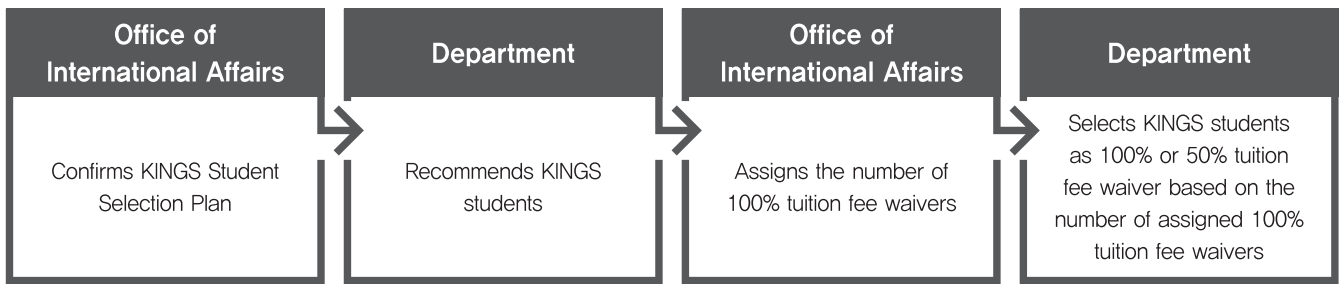 Office of
International Affairs
Confirms KINGS Student
Selection Plan
Department
Recommends KINGS
students
Office of
International Affairs
Assigns the number of
100% tuition fee waivers
Department
Selects KINGS students
as 100% or 50% tuition
fee waiver based on the
number of assigned 100%
tuition fee waivers